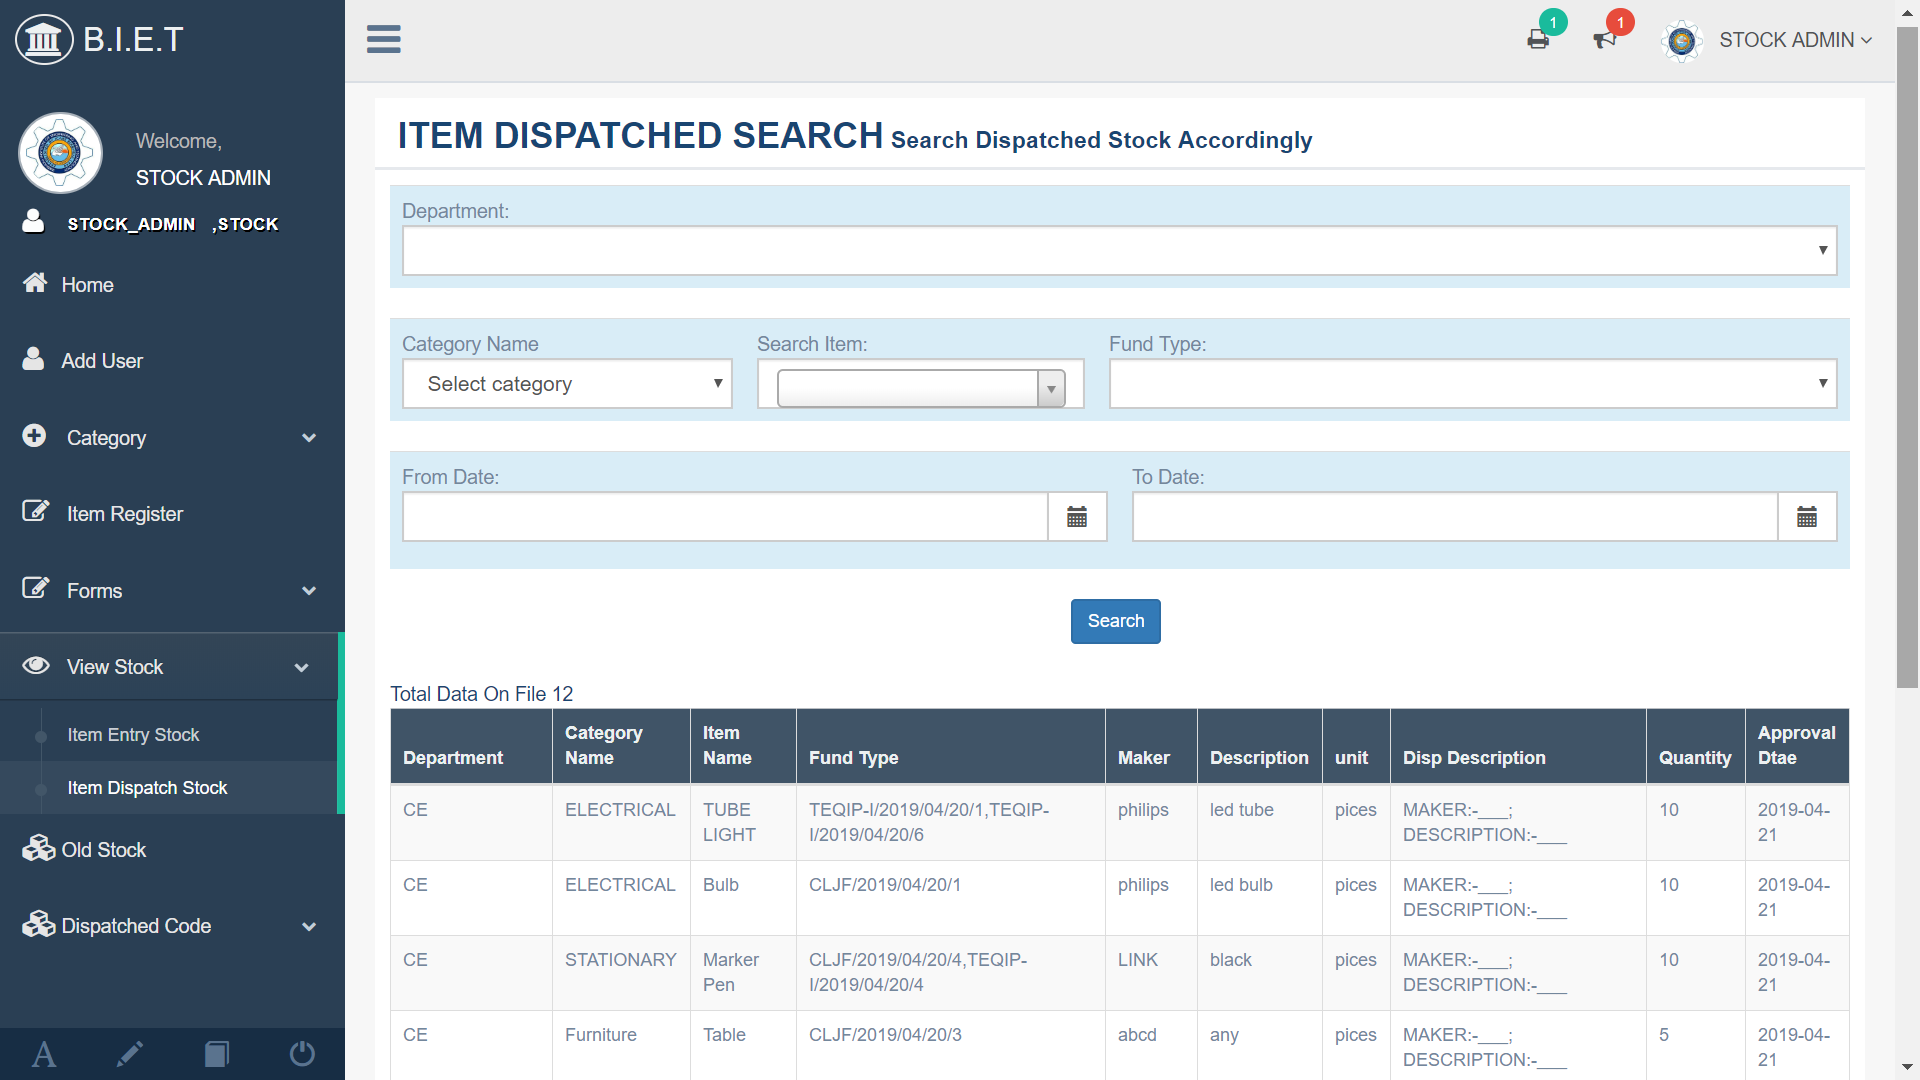 B.I.E.T
1
1
STOCK ADMIN
Welcome,
STOCK ADMIN
STOCK_ADMIN ,STOCK
Home
Add User
Category
Item Register
Forms
View Stock
Item Entry Stock
Item Dispatch Stock
Old Stock
Dispatched Code
A
ITEM DISPATCHED SEARCH Search Dispatched Stock Accordingly
Department:
Category Name Search Item: Fund Type:
Select category
From Date: To Date:
Search
Total Data On File 12
Department Category Name Item Name Fund Type Maker Description unit Disp Description Quantity Approval Dtae
CE ELECTRICAL TUBE TEQIP-I/2019/04/20/1,TEQIP- philips led tube pices MAKER:-___; 10 2019-04-
LIGHT I/2019/04/20/6 DESCRIPTION:-___ 21
CE ELECTRICAL Bulb CLJF/2019/04/20/1 philips led bulb pices MAKER:-___; 10 2019-04-
DESCRIPTION:-___ 21
CE STATIONARY Marker CLJF/2019/04/20/4,TEQIP- LINK black pices MAKER:-___; 10 2019-04-
Pen I/2019/04/20/4 DESCRIPTION:-___ 21
CE Furniture Table CLJF/2019/04/20/3 abcd any pices MAKER:-___; 5 2019-04-
DESCRIPTION:-___ 21